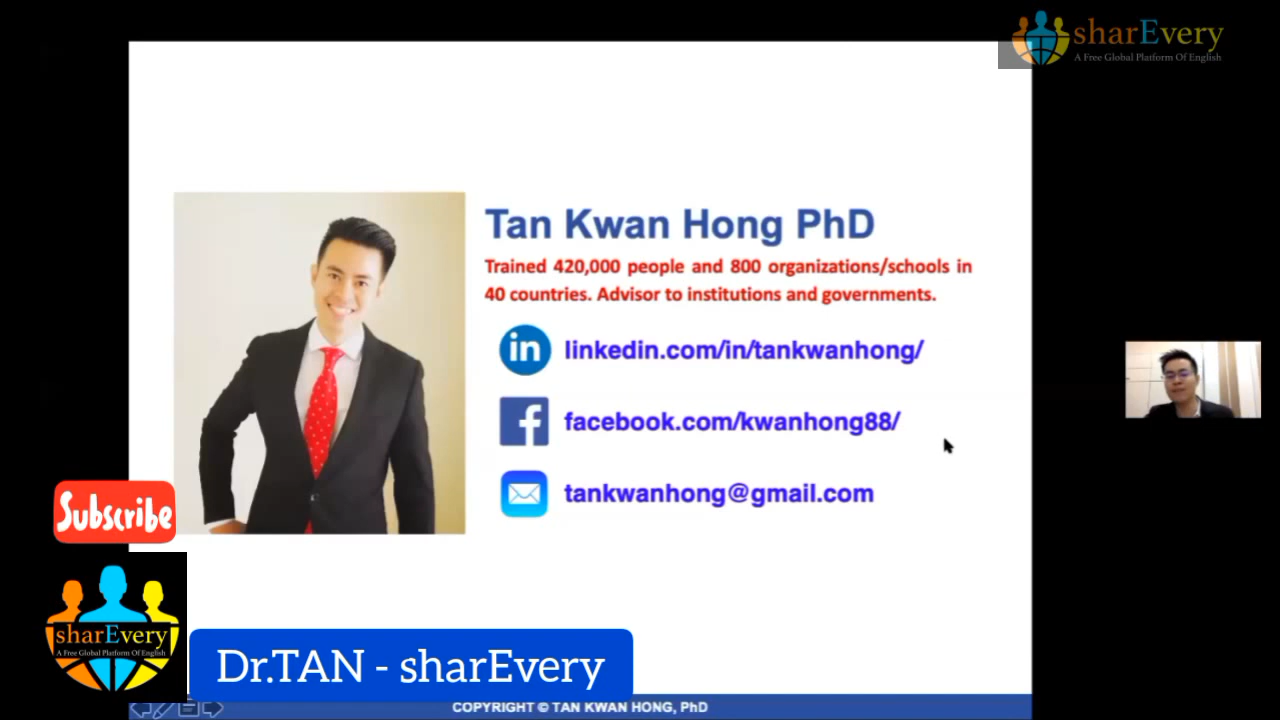 sharEvery
A Free Global Platform Of English
Tan Kwan Hong PhD
Trained 420,000 people and 800 organizations/schools in
40 countries. Advisor to institutions and governments.
in linkedin.com/in/tankwanhong/
f facebook.com/kwanhong88/
tankwanhong@gmail.com
Subscribe
sharEvery
A Free Global Platform Of English
Dr.TAN - sharEvery
COPYRIGHT © TAN KWAN HONG, PhD